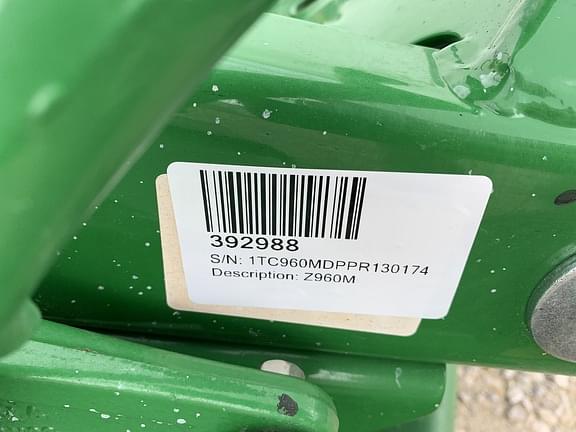 392988
S/N: 1TC960MDPPR130174
Description: Z960M